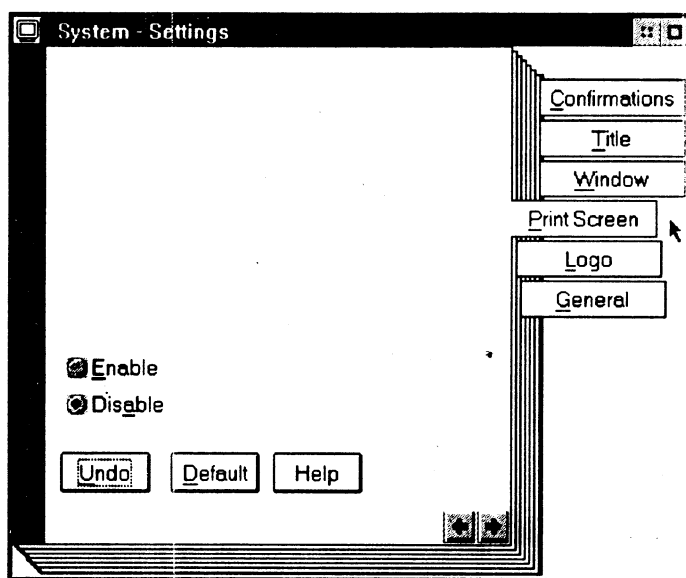 System - Settings
Confirmations
Title
Window
Print Screen
Logo
General
Enable
Disable
Undo
Default
Help